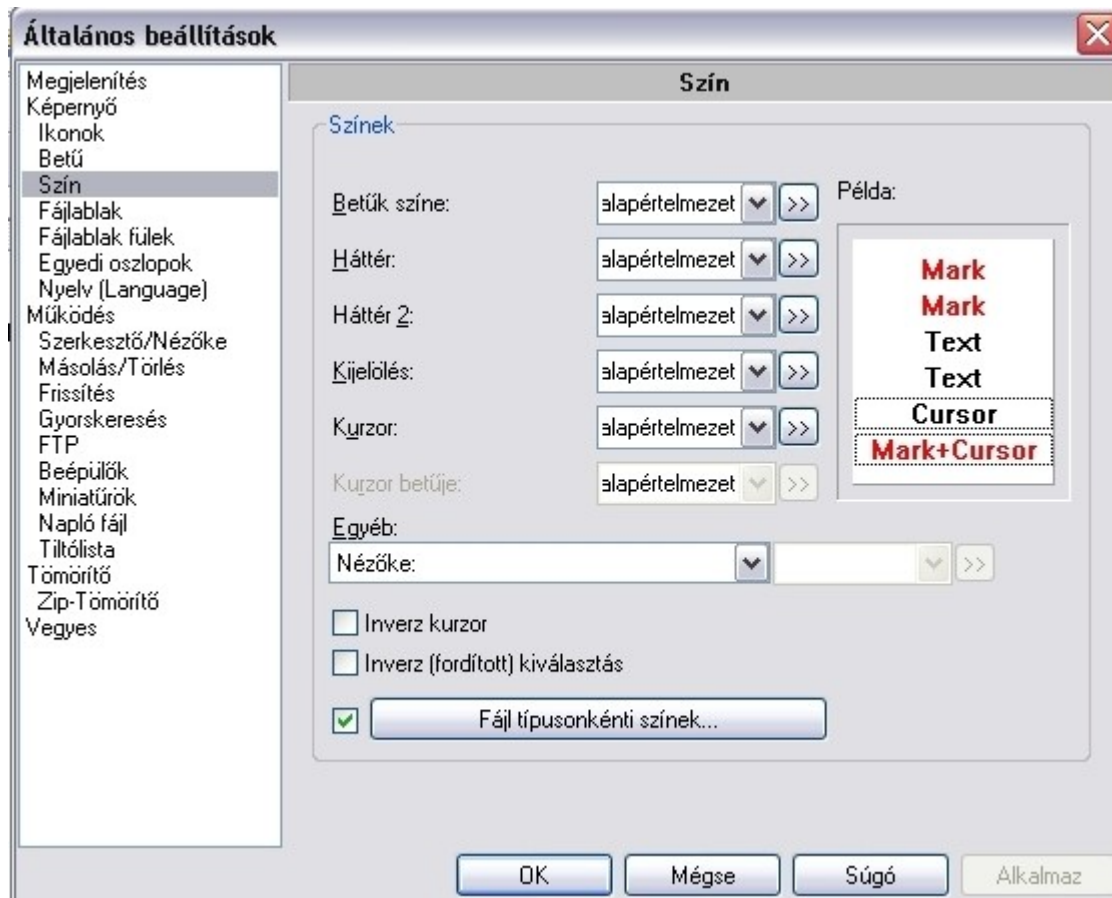 Általános beállítások
Megjelenítés
Képernyő
Ikonok
Betű
Szín
Fájlablak
Fájlablak fülek
Egyedi oszlopok
Nyelv (Language)
Működés
Szerkesztő/Nézőke
Másolás/Törlés
Frissítés
Gyorskeresés
FTP
Beépülők
Miniatűrök
Napló fájl
Tiltólista
Tömörítő
Zip-Tömörítő
Vegyes
Szín
Színek
Betűk színe: alapértelmezet >>
Háttér: alapértelmezet >>
Háttér 2: alapértelmezet >>
Kijelölés: alapértelmezet >>
Kurzor: alapértelmezet >>
Kurzor betűje: alapértelmezet >>
Példa:
Mark
Mark
Text
Text
Cursor
Mark+Cursor
Egyéb:
Nézőke: >>
Inverz kurzor
Inverz (fordított) kiválasztás
Fájl típusonkénti színek...
OK Mégse Súgó Alkalmaz